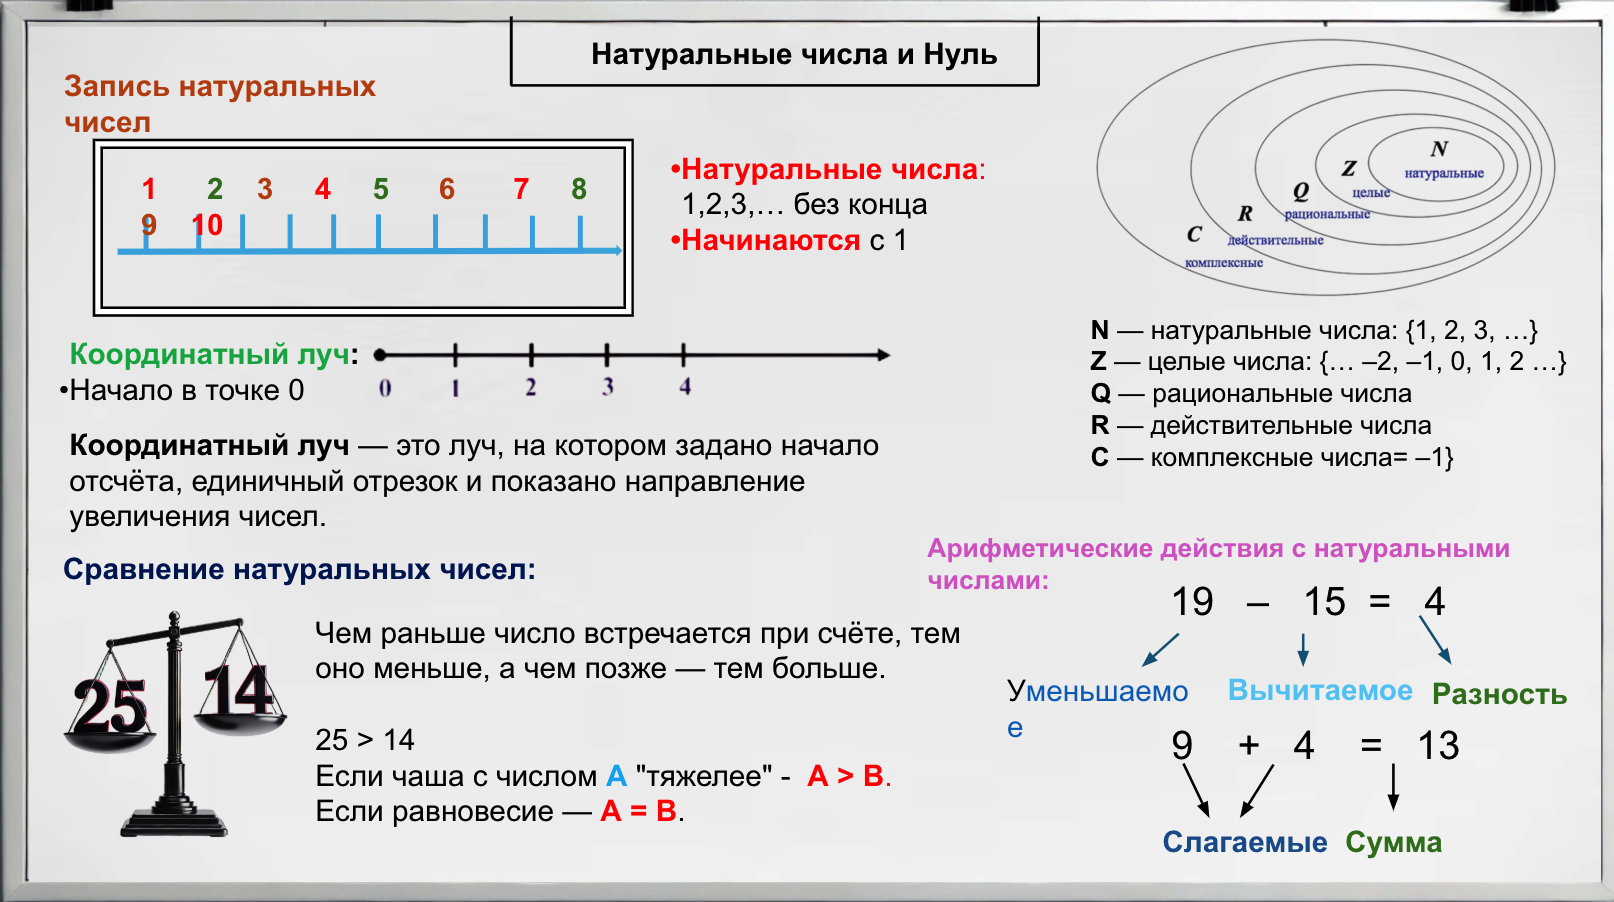 Натуральные числа и Нуль
Запись натуральных
чисел
1 2 3 4 5 6 7 8
9 10
•Натуральные числа:
1,2,3,… без конца
•Начинаются с 1
N
натуральные
Z
целые
Q
рациональные
R
действительные
C
комплексные
N — натуральные числа: {1, 2, 3, …}
Z — целые числа: {… –2, –1, 0, 1, 2 …}
Q — рациональные числа
R — действительные числа
C — комплексные числа= –1}
Координатный луч:
•Начало в точке 0
0 1 2 3 4
Координатный луч — это луч, на котором задано начало
отсчёта, единичный отрезок и показано направление
увеличения чисел.
Сравнение натуральных чисел:
25 14
Чем раньше число встречается при счёте, тем
оно меньше, а чем позже — тем больше.
25 > 14
Если чаша с числом A "тяжелее" - A > B.
Если равновесие — A = B.
Арифметические действия с натуральными
числами:
19 – 15 = 4
Уменьшаемо
е
Вычитаемое
Разность
9 + 4 = 13
Слагаемые Сумма